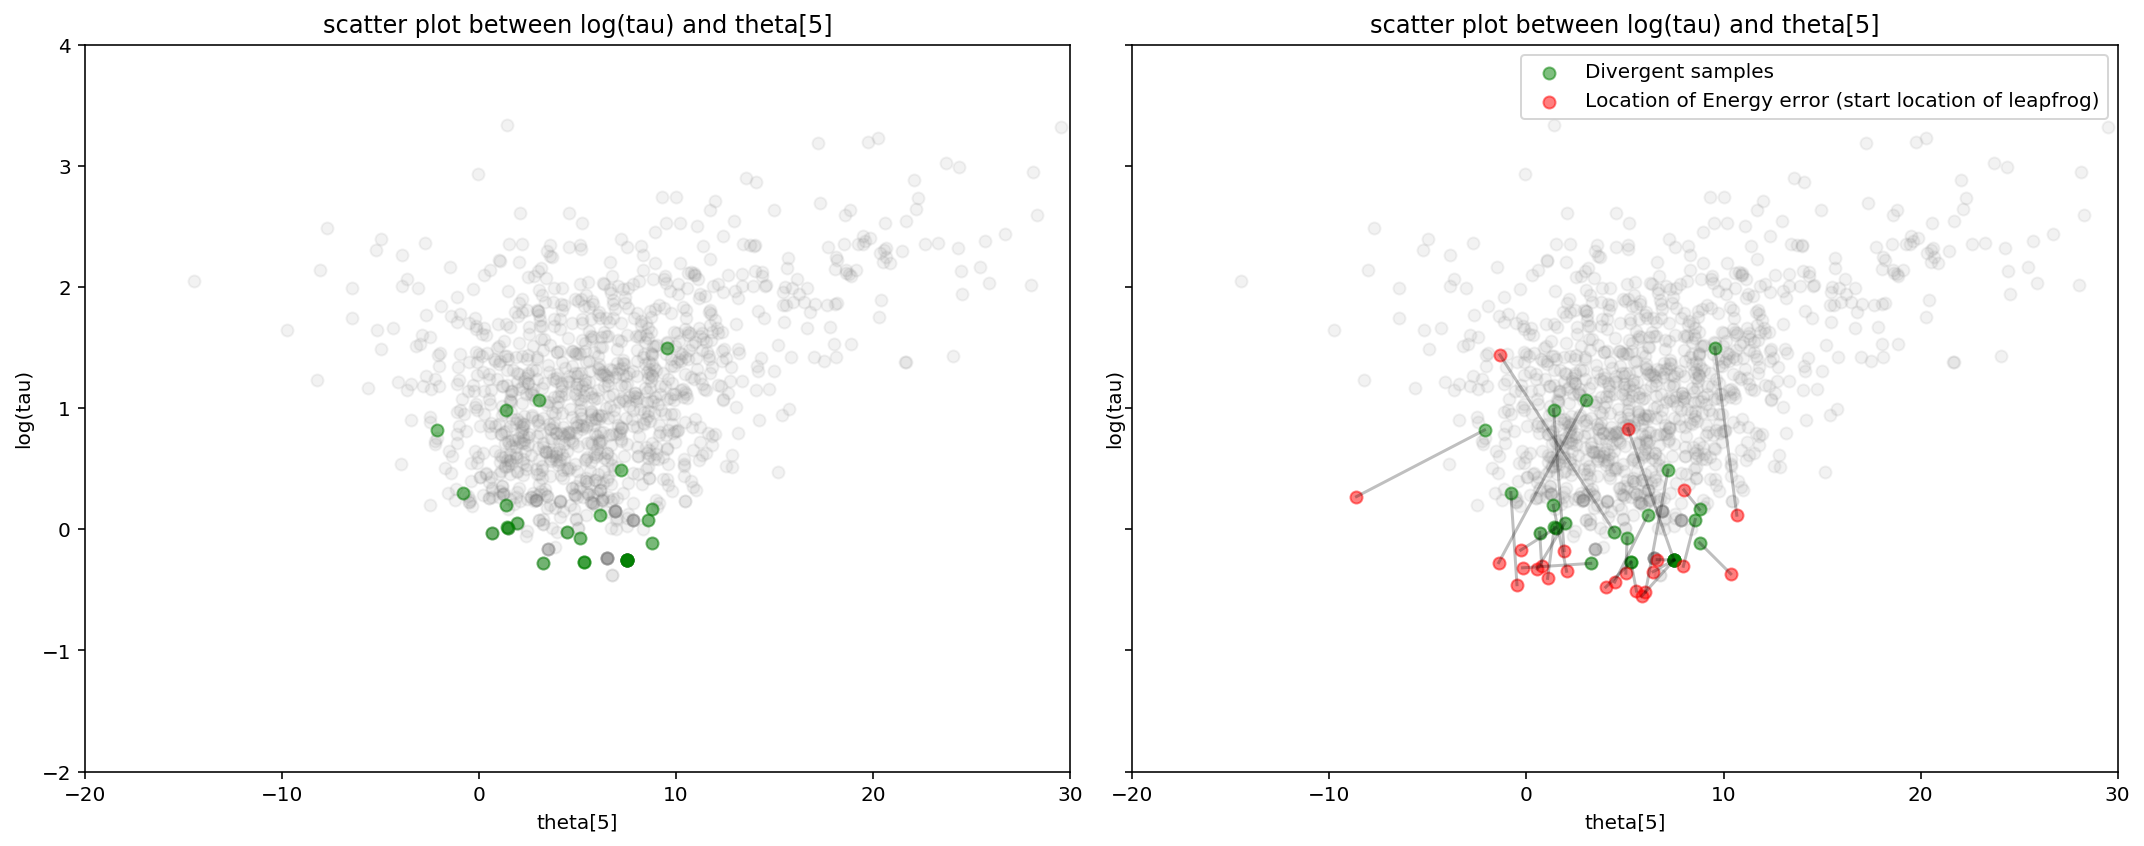 scatter plot between log(tau) and theta[5]
scatter plot between log(tau) and theta[5]
4
3
2
1
0
−1
−2
log(tau)
−20
−10
0
10
20
30
theta[5]
Divergent samples
Location of Energy error (start location of leapfrog)
log(tau)
−20
−10
0
10
20
30
theta[5]